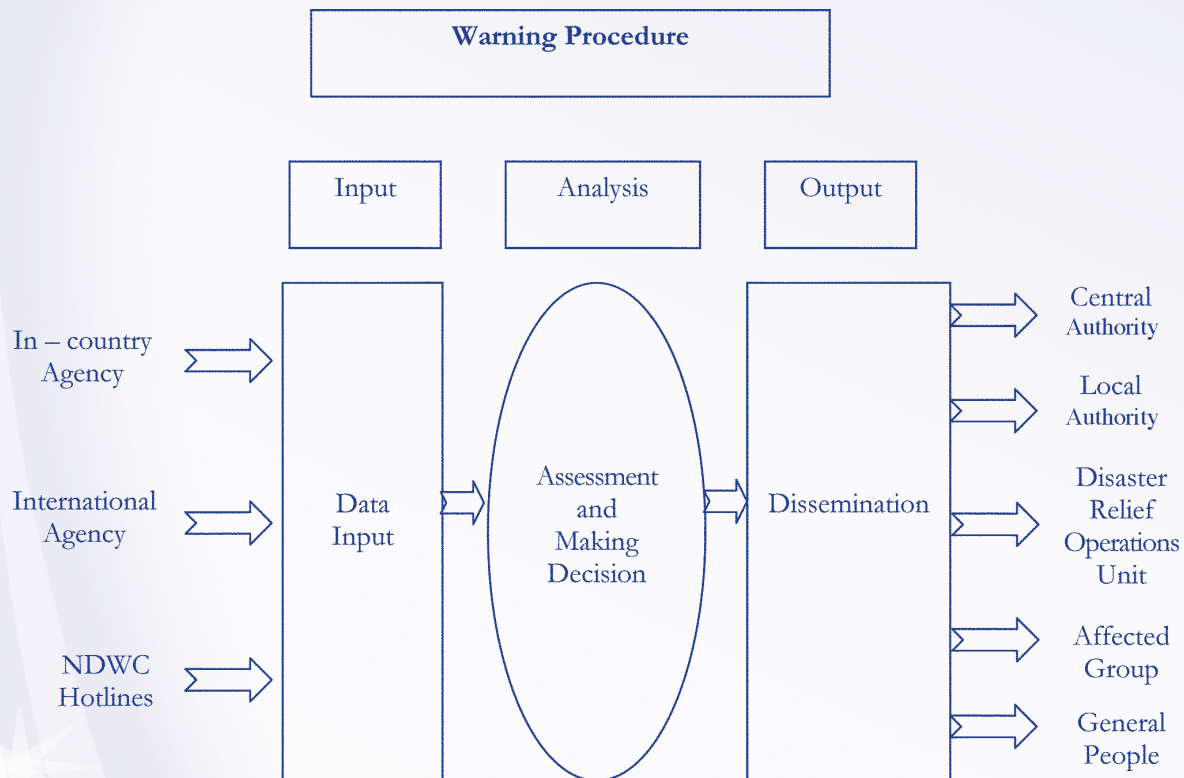 Warning Procedure
Input
Analysis
Output
In – country
Agency
International
Agency
NDWC
Hotlines
Data
Input
Assessment
and
Making
Decision
Dissemination
Central
Authority
Local
Authority
Disaster
Relief
Operations
Unit
Affected
Group
General
People